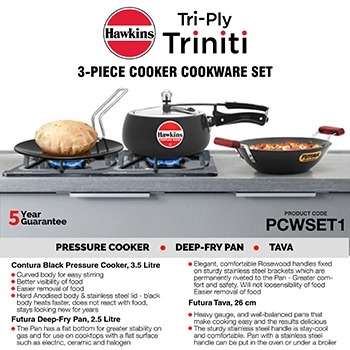 Hawkins
Tri-Ply
Triniti
3-PIECE COOKER COOKWARE SET
Hawkins
5 Year
Guarantee
PRODUCT CODE
PCWSET1
PRESSURE COOKER • DEEP-FRY PAN • TAVA
Contura Black Pressure Cooker, 3.5 Litre
• Curved body for easy stirring
• Better visibility of food
• Easier removal of food
• Hard Anodised body & stainless steel lid - black
body heats faster, does not react with food,
stays looking new for years
Futura Deep-Fry Pan, 2.5 Litre
• The Pan has a flat bottom for greater stability on
gas and for use on cooktops with a flat surface
such as electric, ceramic and halogen
• Elegant, comfortable Rosewood handles fixed
on sturdy stainless steel brackets which are
permanently riveted to the Pan - Greater com-
fort and safety. Will not loosensibility of food
Easier removal of food
Futura Tava, 26 cm
• Heavy gauge, and well-balanced pans that
make cooking easy and the results delicious
• The sturdy stainless steel handle is stay-cool
and comfortable. Pan with a stainless steel
handle can be put in the oven or under a broiler